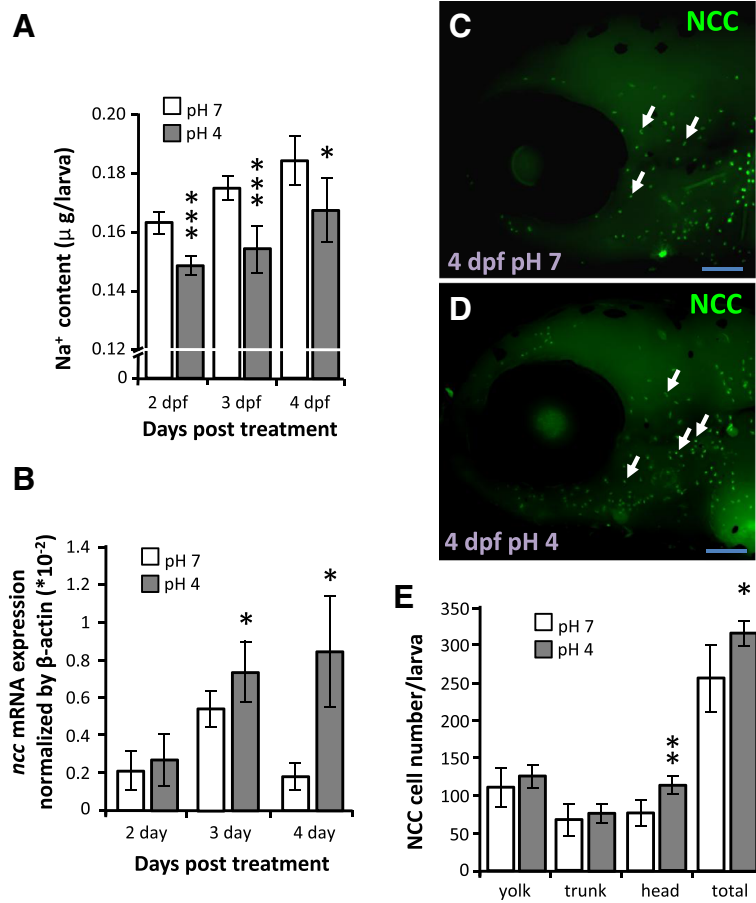 A
pH 7
pH 4
Na⁺ content (μ g/larva)
0.20
0.18
0.16
0.14
0.12
0
***
***
*
2 dpf 3 dpf 4 dpf
Days post treatment
B
pH 7
pH 4
ncc mRNA expression
normalized by β-actin (*10⁻²)
1.4
1.2
1
0.8
0.6
0.4
0.2
0
*
*
2 day 3 day 4 day
Days post treatment
C
NCC
4 dpf pH 7
D
NCC
4 dpf pH 4
E
pH 7
pH 4
NCC cell number/larva
350
300
250
200
150
100
50
0
**
*
yolk trunk head total